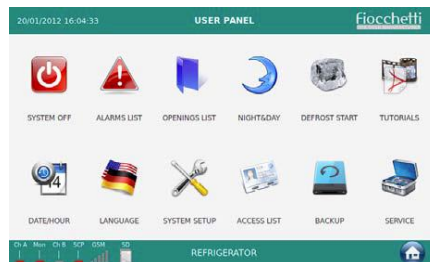 20/01/2012 16:04:33 USER PANEL fiocchetti
SYSTEM OFF ALARMS LIST OPENINGS LIST NIGHT&DAY DEFROST START TUTORIALS
14
DATE/HOUR LANGUAGE SYSTEM SETUP ACCESS LIST BACKUP SERVICE
Ch A Mon Ch B SCP GSM SD
REFRIGERATOR